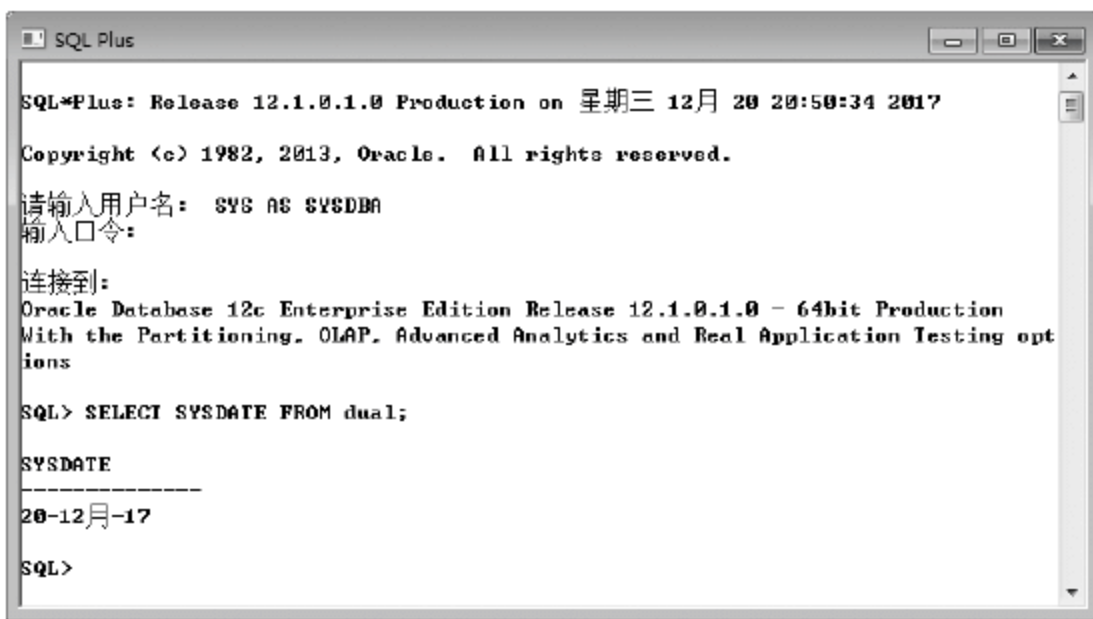 SQL Plus
SQL*Plus: Release 12.1.0.1.0 Production on 星期三 12月 20 20:50:34 2017
Copyright (c) 1982, 2013, Oracle.  All rights reserved.
请输入用户名:  SYS AS SYSDBA
输入口令:
连接到:
Oracle Database 12c Enterprise Edition Release 12.1.0.1.0 - 64bit Production
With the Partitioning, OLAP, Advanced Analytics and Real Application Testing opt
ions
SQL> SELECT SYSDATE FROM dual;
SYSDATE
--------------
20-12月-17
SQL>